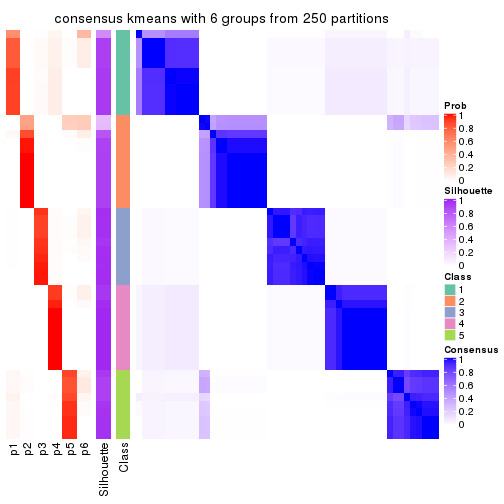 consensus kmeans with 6 groups from 250 partitions
Prob
1
0.8
0.6
0.4
0.2
0
Silhouette
1
0.8
0.6
0.4
0.2
0
Class
1
2
3
4
5
Consensus
1
0.8
0.6
0.4
0.2
0
p1
p2
p3
p4
p5
p6
Silhouette
Class